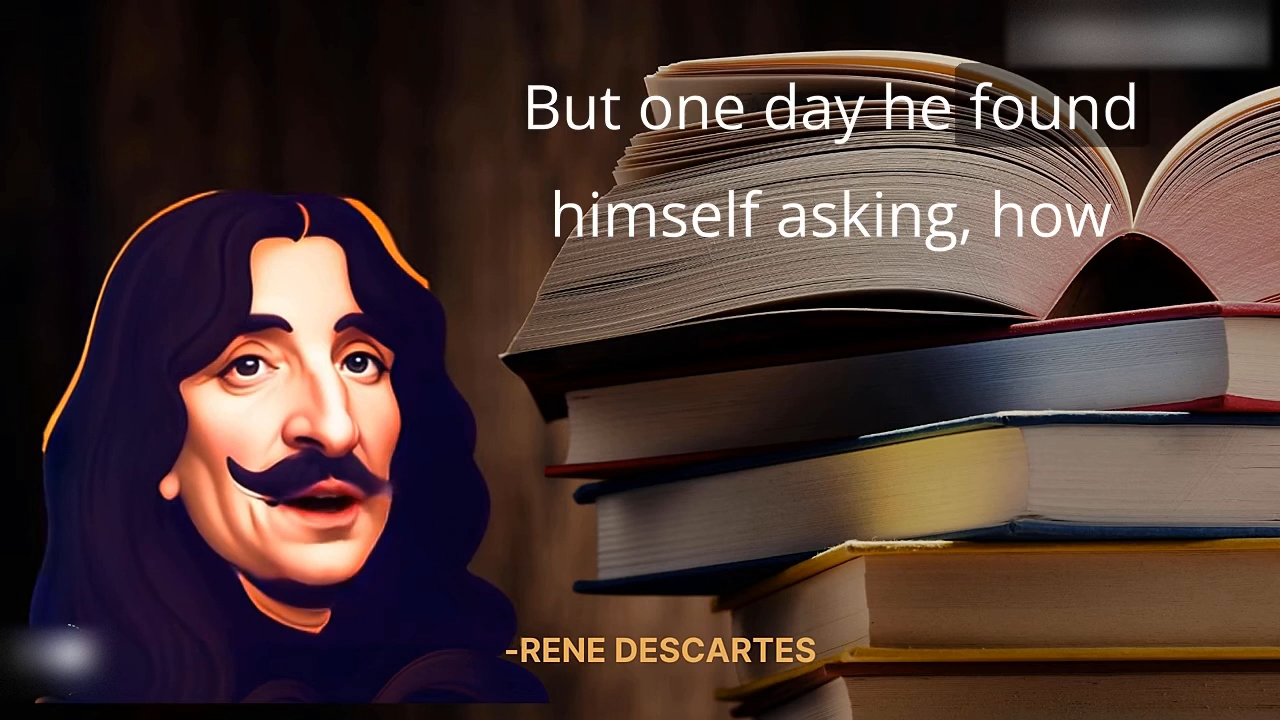 But one day he found
himself asking, how
-RENE DESCARTES